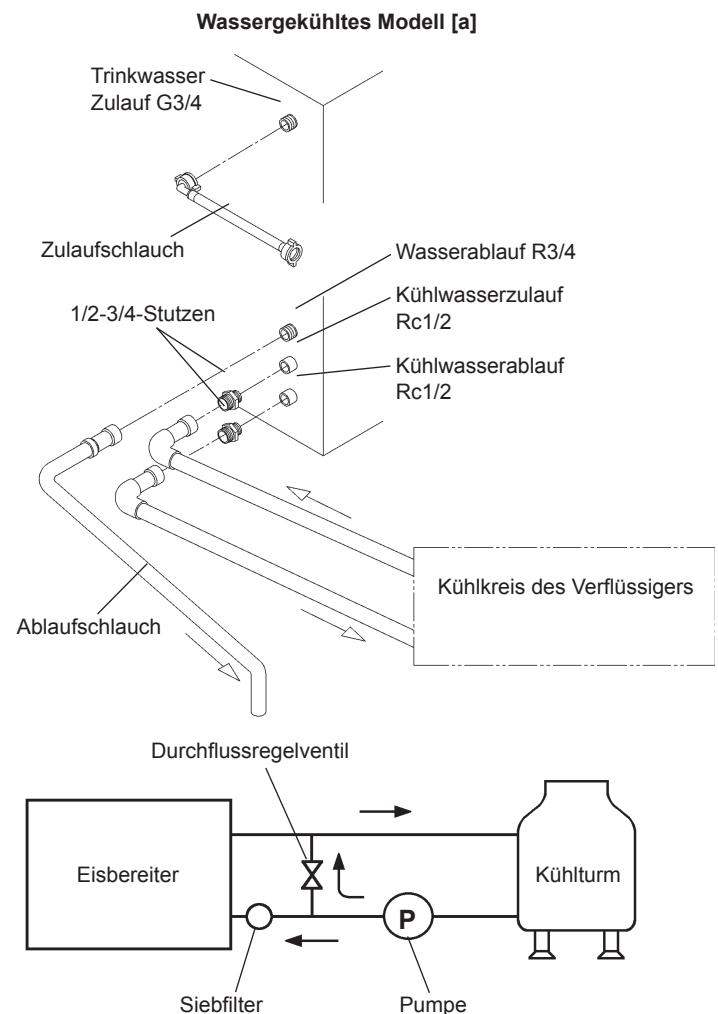 Wassergekühltes Modell [a]
Trinkwasser
Zulauf G3/4
Zulaufschlauch
Wasserablauf R3/4
Kühlwasserzulauf
Rc1/2
1/2-3/4-Stutzen
Kühlwasserablauf
Rc1/2
Kühlkreis des Verflüssigers
Ablaufschlauch
Durchflussregelventil
Eisbereiter
Kühlturm
P
Siebfilter
Pumpe